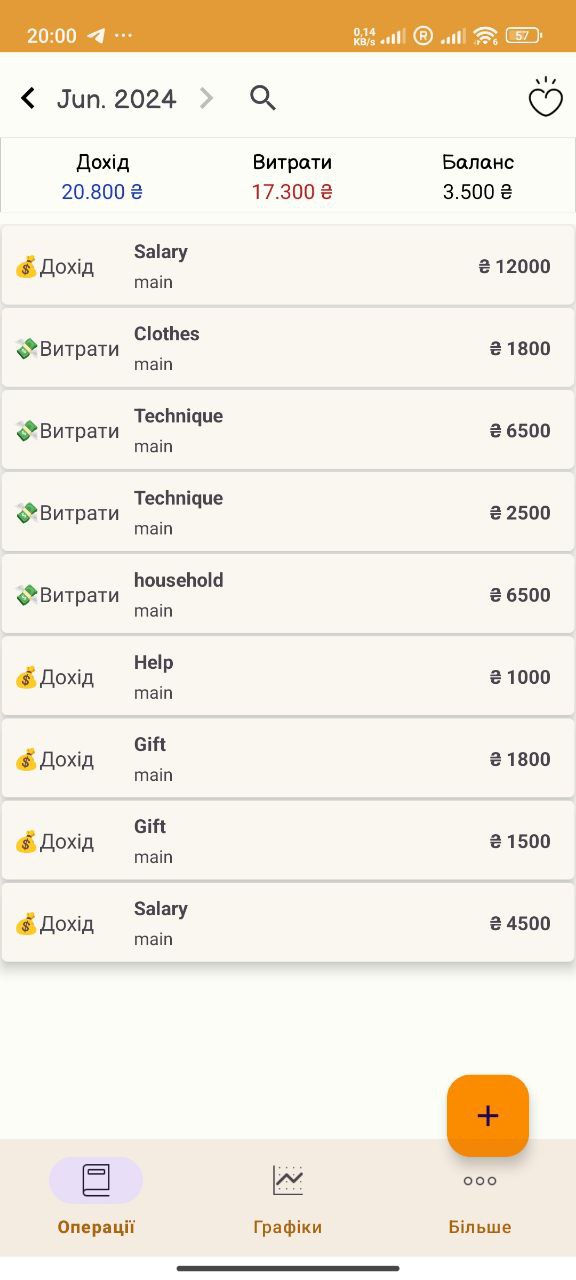 20:00
0,14
KB/s
R
6
57
Jun. 2024
Дохід Витрати Баланс
20.800 ₴ 17.300 ₴ 3.500 ₴
Дохід Salary ₴ 12000
main
Витрати Clothes ₴ 1800
main
Витрати Technique ₴ 6500
main
Витрати Technique ₴ 2500
main
Витрати household ₴ 6500
main
Дохід Help ₴ 1000
main
Дохід Gift ₴ 1800
main
Дохід Gift ₴ 1500
main
Дохід Salary ₴ 4500
main
+
Операції Графіки Більше